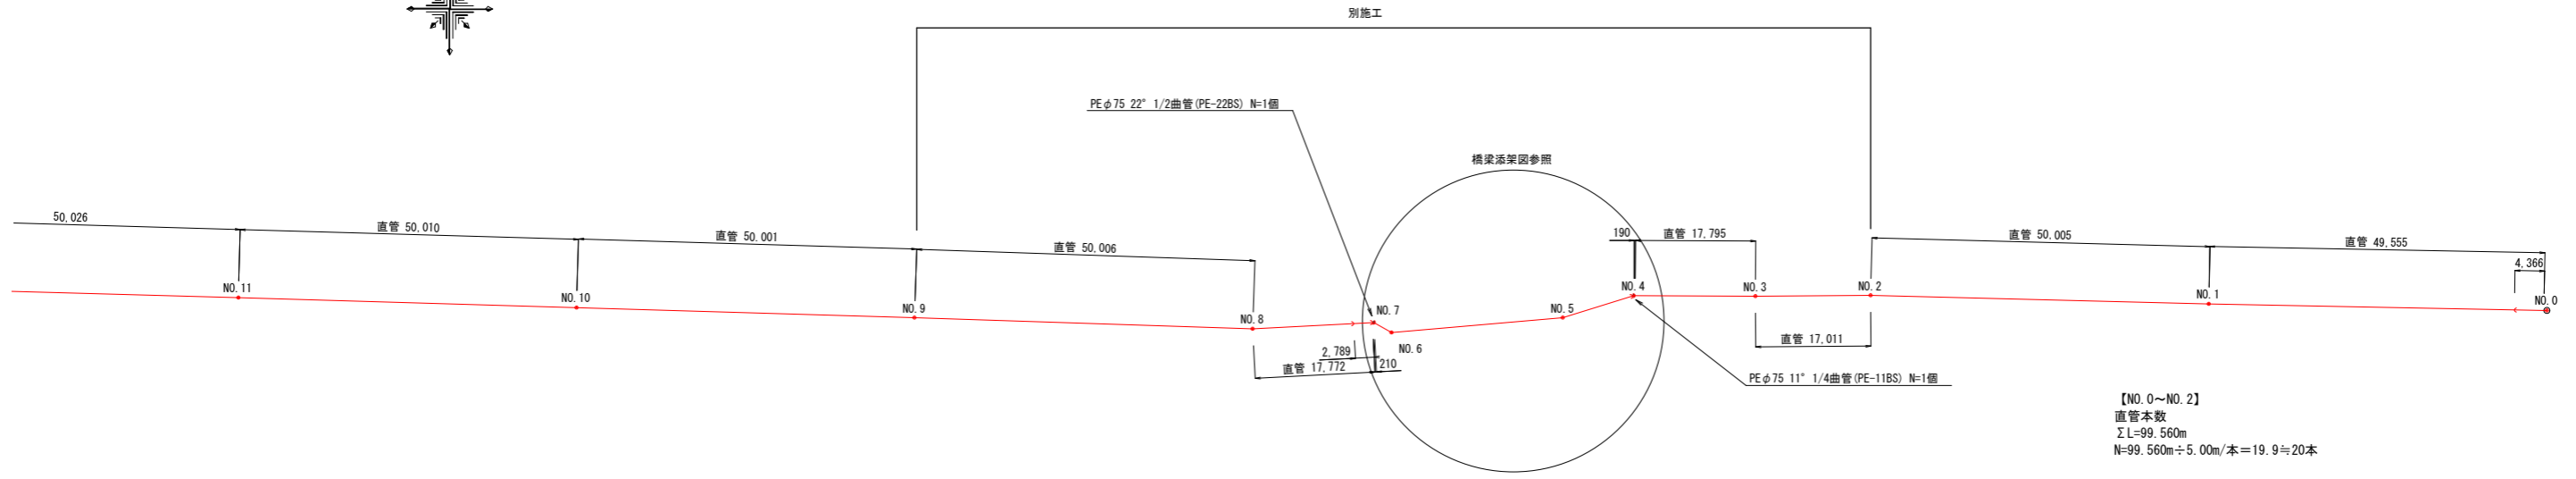 別施工
PEφ75 22° 1/2曲管(PE-22BS) N=1個
橋梁添架図参照
50,026
直管 50,010
直管 50,001
直管 50,006
190
直管 17,795
直管 50,005
直管 49,555
4,366
NO.11
NO.10
NO.9
NO.8
NO.7
NO.6
NO.5
NO.4
NO.3
NO.2
NO.1
NO.0
2,789
直管 17,772
210
直管 17,011
PEφ75 11° 1/4曲管(PE-11BS) N=1個
【NO.0～NO.2】
直管本数
ΣL=99.560m
N=99.560m÷5.00m/本＝19.9≒20本